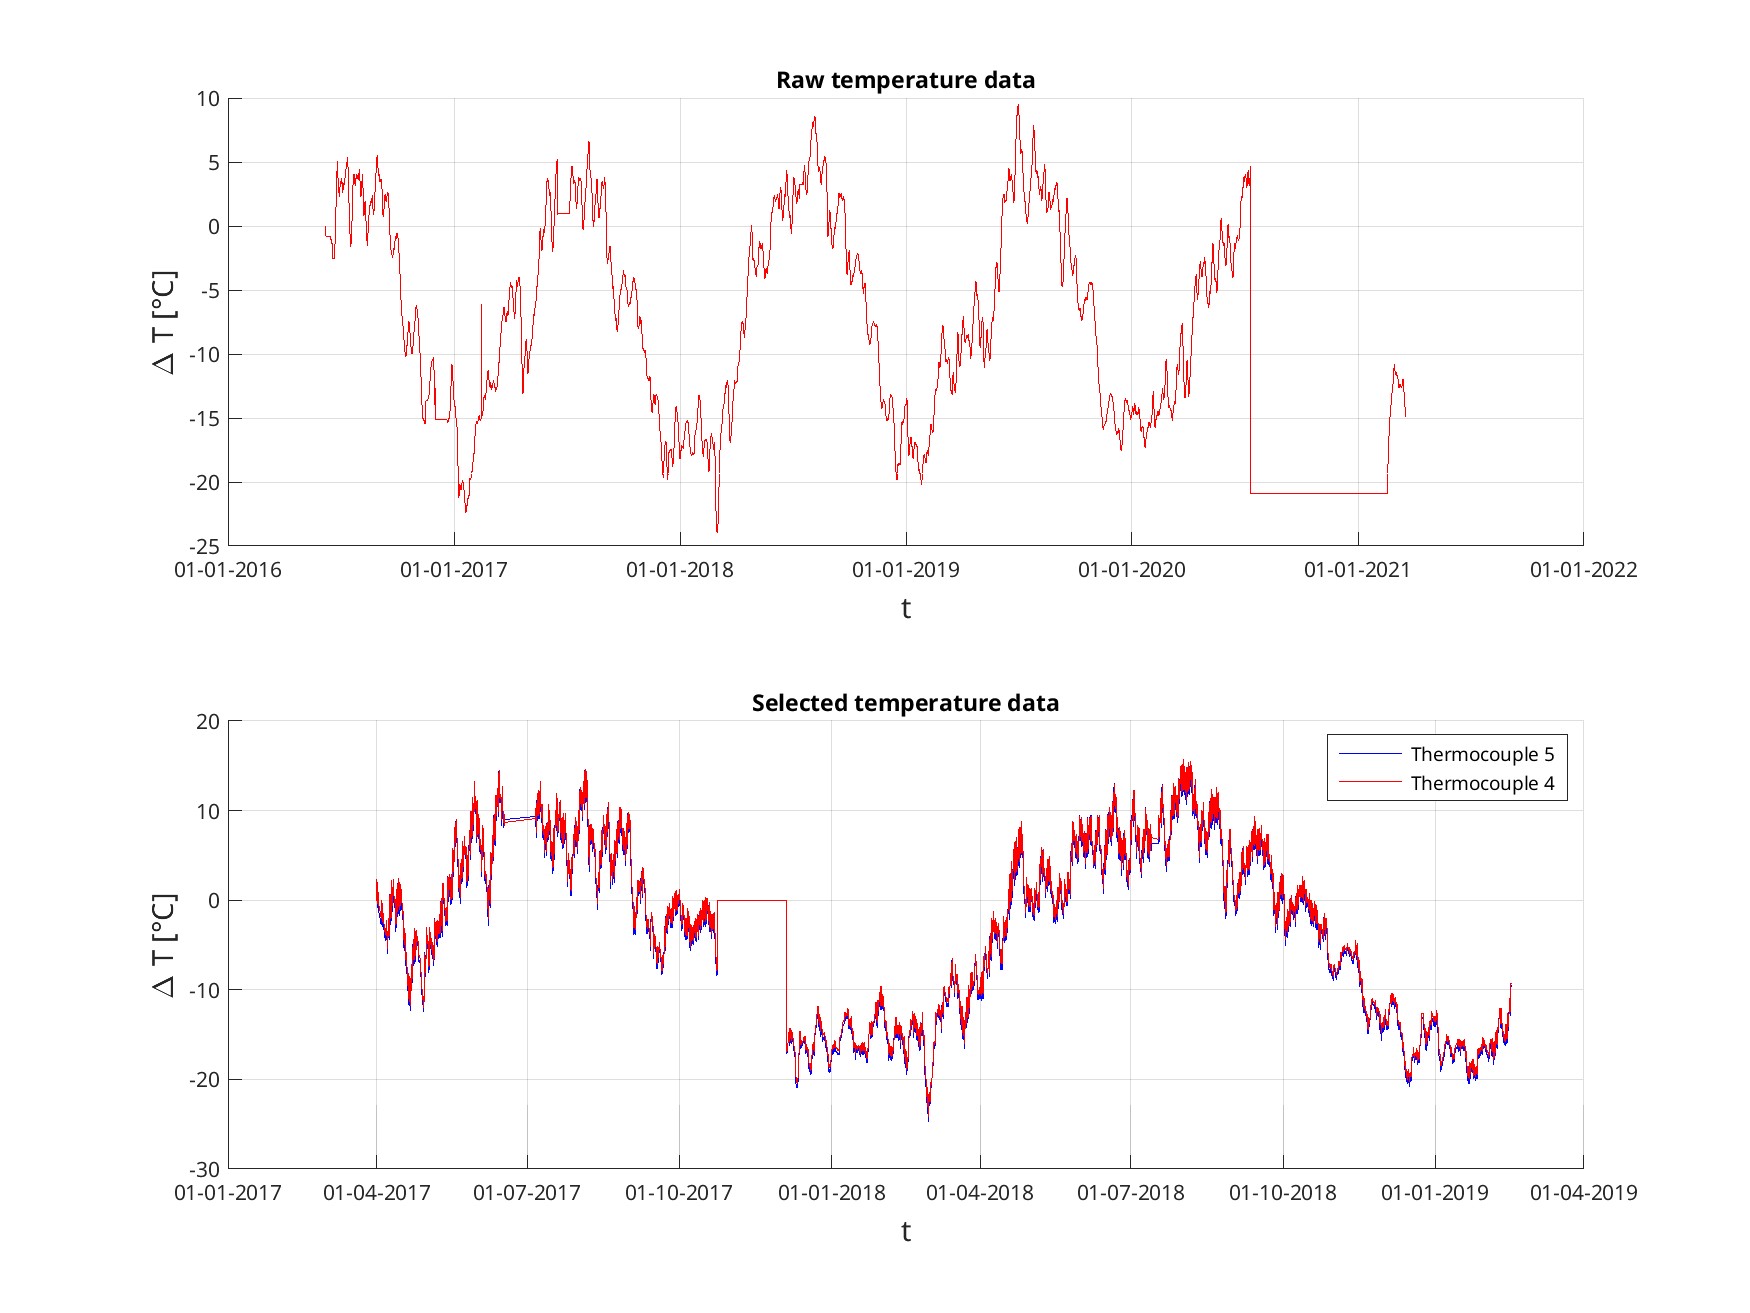 Raw temperature data
10
5
0
-5
-10
-15
-20
-25
Δ T [°C]
01-01-2016 01-01-2017 01-01-2018 01-01-2019 01-01-2020 01-01-2021 01-01-2022
t
Selected temperature data
20
10
0
-10
-20
-30
Δ T [°C]
Thermocouple 5
Thermocouple 4
01-01-2017 01-04-2017 01-07-2017 01-10-2017 01-01-2018 01-04-2018 01-07-2018 01-10-2018 01-01-2019 01-04-2019
t